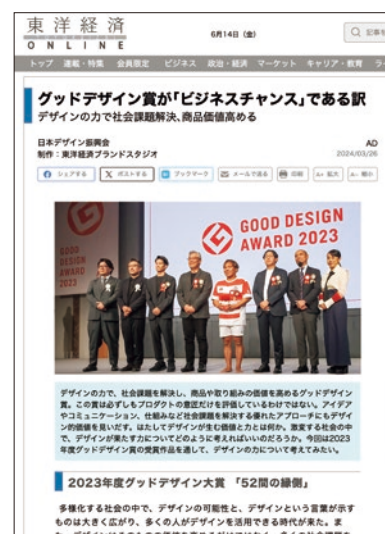 東洋経済
ONLINE
6月14日（金）
記事を
トップ 連載・特集 会員限定 ビジネス 政治・経済 マーケット キャリア・教育 ラ
グッドデザイン賞が「ビジネスチャンス」である訳
デザインの力で社会課題解決、商品価値高める
日本デザイン振興会
制作：東洋経済ブランドスタジオ
AD
2024/03/26
シェアする ポストする ブックマーク メールで送る 印刷 A+ 拡大 A- 縮小
GOOD DESIGN
AWARD 2023
GOOD DESIGN
AWARD
2023
デザインの力で、社会課題を解決し、商品や取り組みの価値を高めるグッドデザイン
賞。この賞は必ずしもプロダクトの意匠だけを評価しているわけではない。アイデア
やコミュニケーション、仕組みなど社会課題を解決する優れたアプローチにもデザイ
ン的価値を見いだす。はたしてデザインが生む価値と力とは何か。激変する社会の中
で、デザインが果たす力についてどのように考えればいいのだろうか。今回は2023
年度グッドデザイン賞の受賞作品を通して、デザインの力について考えてみたい。
2023年度グッドデザイン大賞 「52間の縁側」
多様化する社会の中で、デザインの可能性と、デザインという言葉が示す
ものは大きく広がり、多くの人がデザインを活用できる時代が来た。ま